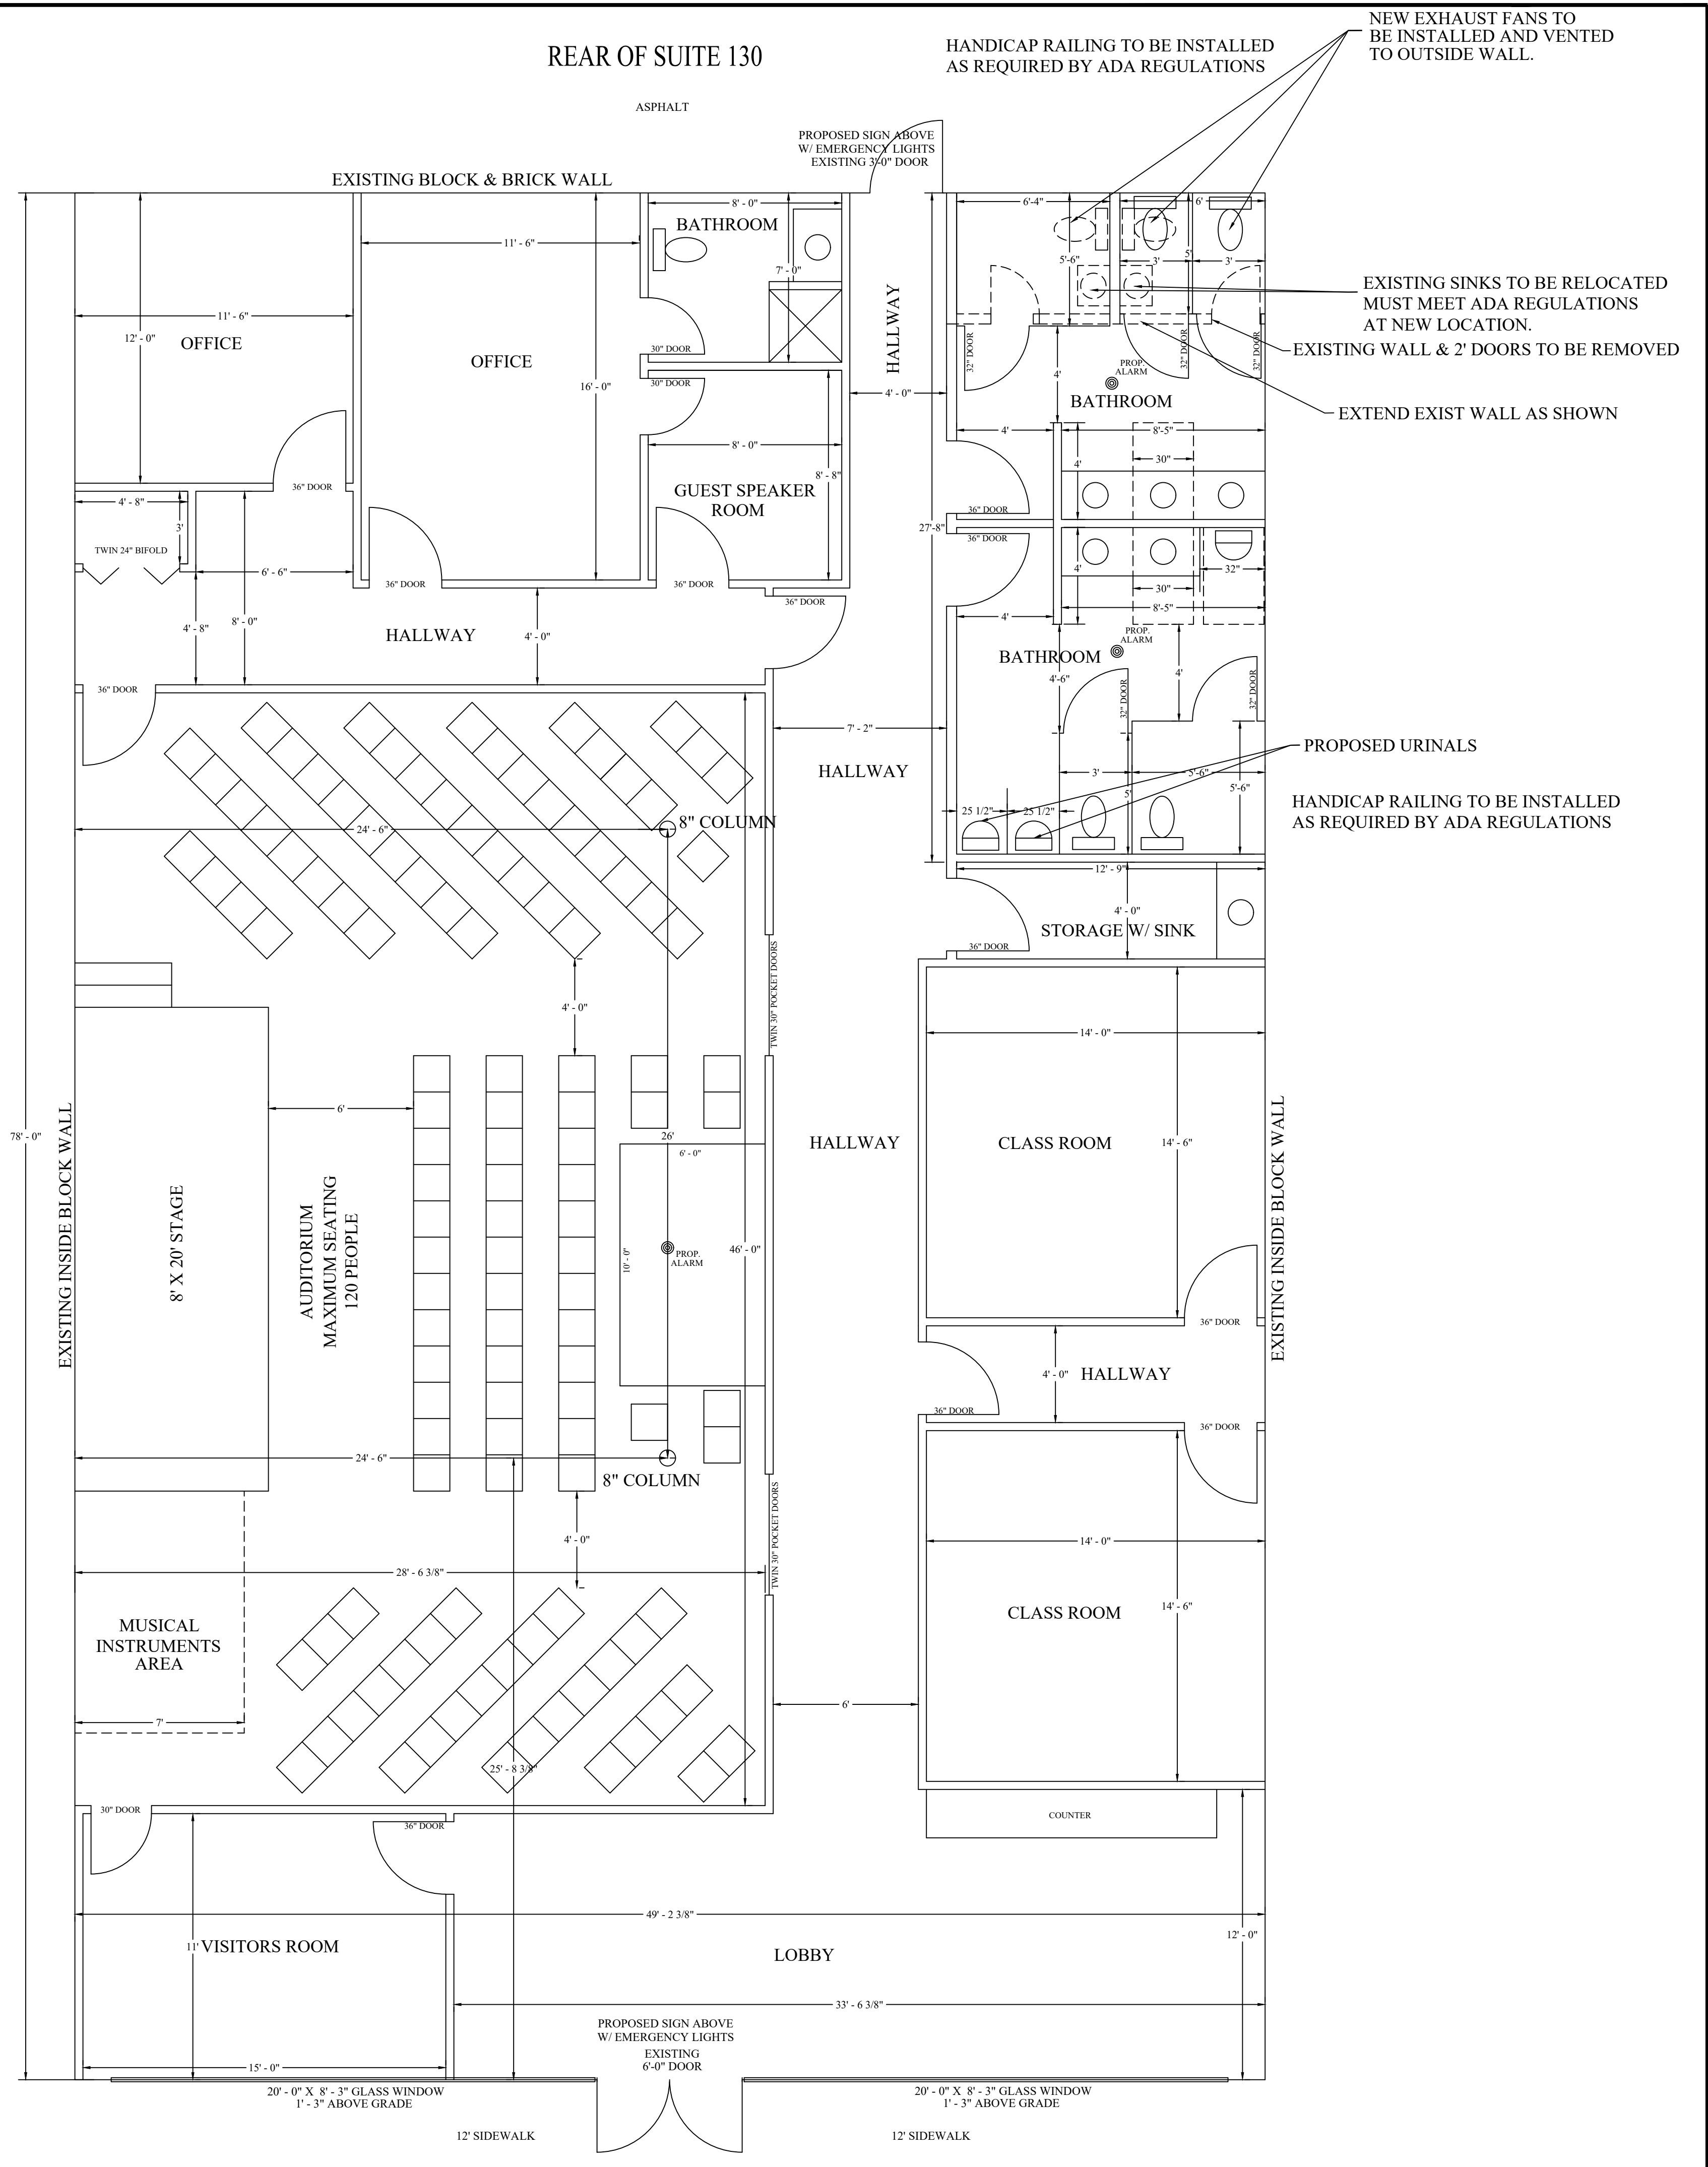 NEW EXHAUST FANS TO
BE INSTALLED AND VENTED
TO OUTSIDE WALL.
HANDICAP RAILING TO BE INSTALLED
AS REQUIRED BY ADA REGULATIONS
REAR OF SUITE 130
ASPHALT
PROPOSED SIGN ABOVE
W/ EMERGENCY LIGHTS
EXISTING 3'-0" DOOR
EXISTING BLOCK & BRICK WALL
8' - 0"
BATHROOM
11' - 6"
7' - 0"
6'-4"
6'
5'-6"
5'
3'
3'
EXISTING SINKS TO BE RELOCATED
MUST MEET ADA REGULATIONS
AT NEW LOCATION.
EXISTING WALL & 2' DOORS TO BE REMOVED
EXTEND EXIST WALL AS SHOWN
11' - 6"
12' - 0"
OFFICE
OFFICE
16' - 0"
30" DOOR
30" DOOR
HALLWAY
4' - 0"
32" DOOR
32" DOOR
32" DOOR
PROP.
ALARM
4'
BATHROOM
4'
8'-5"
30"
4'
8' - 0"
8' - 8"
GUEST SPEAKER
ROOM
36" DOOR
4' - 8"
3'
TWIN 24" BIFOLD
6' - 6"
36" DOOR
36" DOOR
36" DOOR
36" DOOR
36" DOOR
27'-8"
4'
32"
30"
8'-5"
4'
4' - 8"
8' - 0"
HALLWAY
4' - 0"
PROP.
ALARM
BATHROOM
4'-6"
4'
32" DOOR
32" DOOR
36" DOOR
7' - 2"
HALLWAY
PROPOSED URINALS
3'
5'-6"
5'
5'-6"
25 1/2"
25 1/2"
HANDICAP RAILING TO BE INSTALLED
AS REQUIRED BY ADA REGULATIONS
24' - 6"
8" COLUMN
12' - 9"
4' - 0"
STORAGE W/ SINK
36" DOOR
TWIN 30" POCKET DOORS
4' - 0"
14' - 0"
6'
26'
6' - 0"
10' - 0"
PROP.
ALARM
46' - 0"
78' - 0"
EXISTING INSIDE BLOCK WALL
8' X 20' STAGE
AUDITORIUM
MAXIMUM SEATING
120 PEOPLE
HALLWAY
CLASS ROOM
14' - 6"
EXISTING INSIDE BLOCK WALL
36" DOOR
4' - 0"
HALLWAY
36" DOOR
36" DOOR
24' - 6"
8" COLUMN
4' - 0"
TWIN 30" POCKET DOORS
28' - 6 3/8"
14' - 0"
CLASS ROOM
14' - 6"
MUSICAL
INSTRUMENTS
AREA
7'
6'
25' - 8 3/8"
30" DOOR
36" DOOR
COUNTER
49' - 2 3/8"
11'
VISITORS ROOM
LOBBY
12' - 0"
33' - 6 3/8"
PROPOSED SIGN ABOVE
W/ EMERGENCY LIGHTS
EXISTING
6'-0" DOOR
15' - 0"
20' - 0" X 8' - 3" GLASS WINDOW
1' - 3" ABOVE GRADE
20' - 0" X 8' - 3" GLASS WINDOW
1' - 3" ABOVE GRADE
12' SIDEWALK
12' SIDEWALK